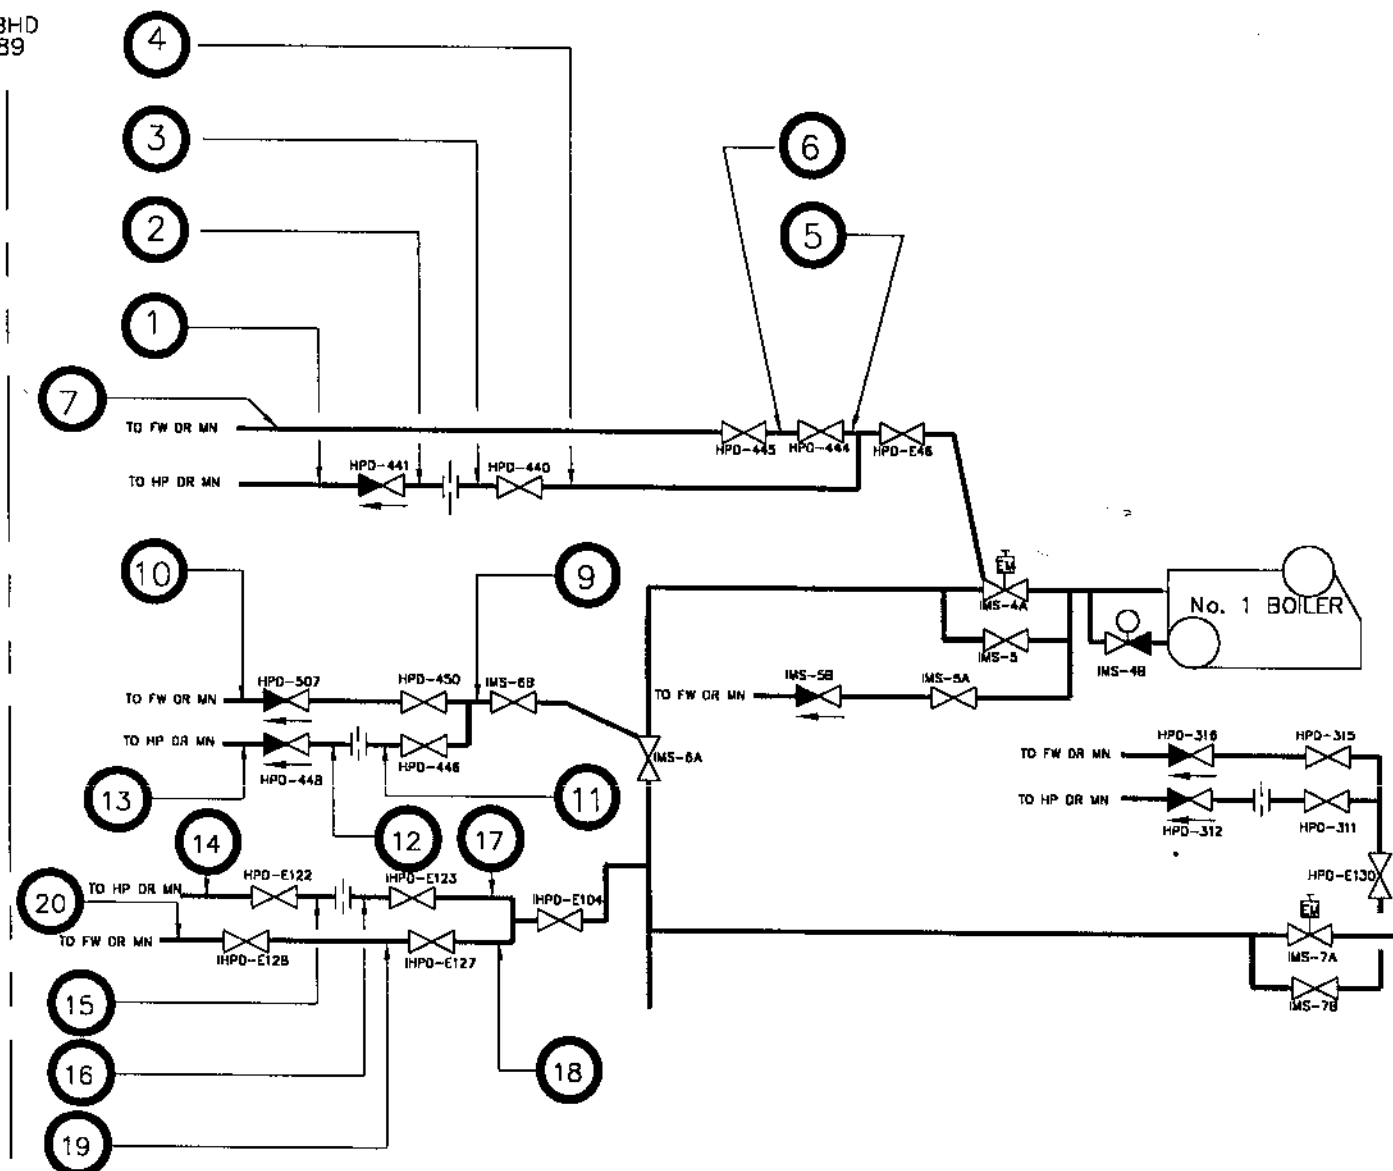 BHD
89
4
3
6
2
5
1
7
TO FW DR MN
HPD-445
HPD-444
HPD-E46
TO HP DR MN
HPD-441
HPD-440
10
9
EM
IMS-4A
No. 1 BOILER
IMS-5
IMS-4B
TO FW DR MN
HPD-507
HPD-450
IMS-6B
TO FW DR MN
IMS-5B
IMS-5A
TO HP DR MN
HPD-448
HPD-446
IMS-6A
TO FW DR MN
HPD-316
HPD-315
13
11
TO HP DR MN
HPD-312
HPD-311
14
12
17
HPD-E130
TO HP DR MN
HPD-E122
IHPD-E123
IHPD-E104
20
TO FW DR MN
IHPD-E128
IHPD-E127
EM
IMS-7A
IMS-7B
15
16
18
19